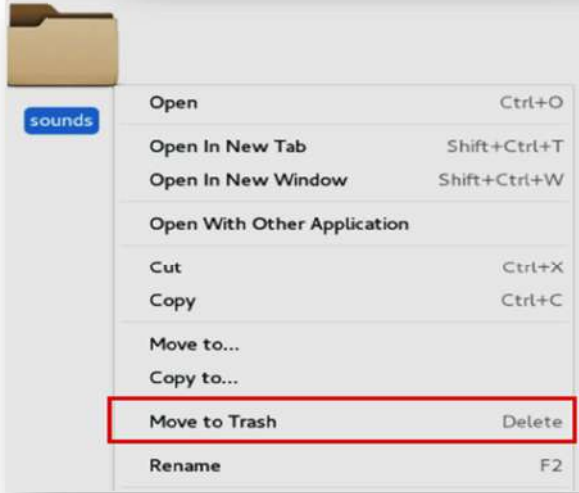 sounds
Open Ctrl+O
Open In New Tab Shift+Ctrl+T
Open In New Window Shift+Ctrl+W
Open With Other Application
Cut Ctrl+X
Copy Ctrl+C
Move to...
Copy to...
Move to Trash Delete
Rename F2